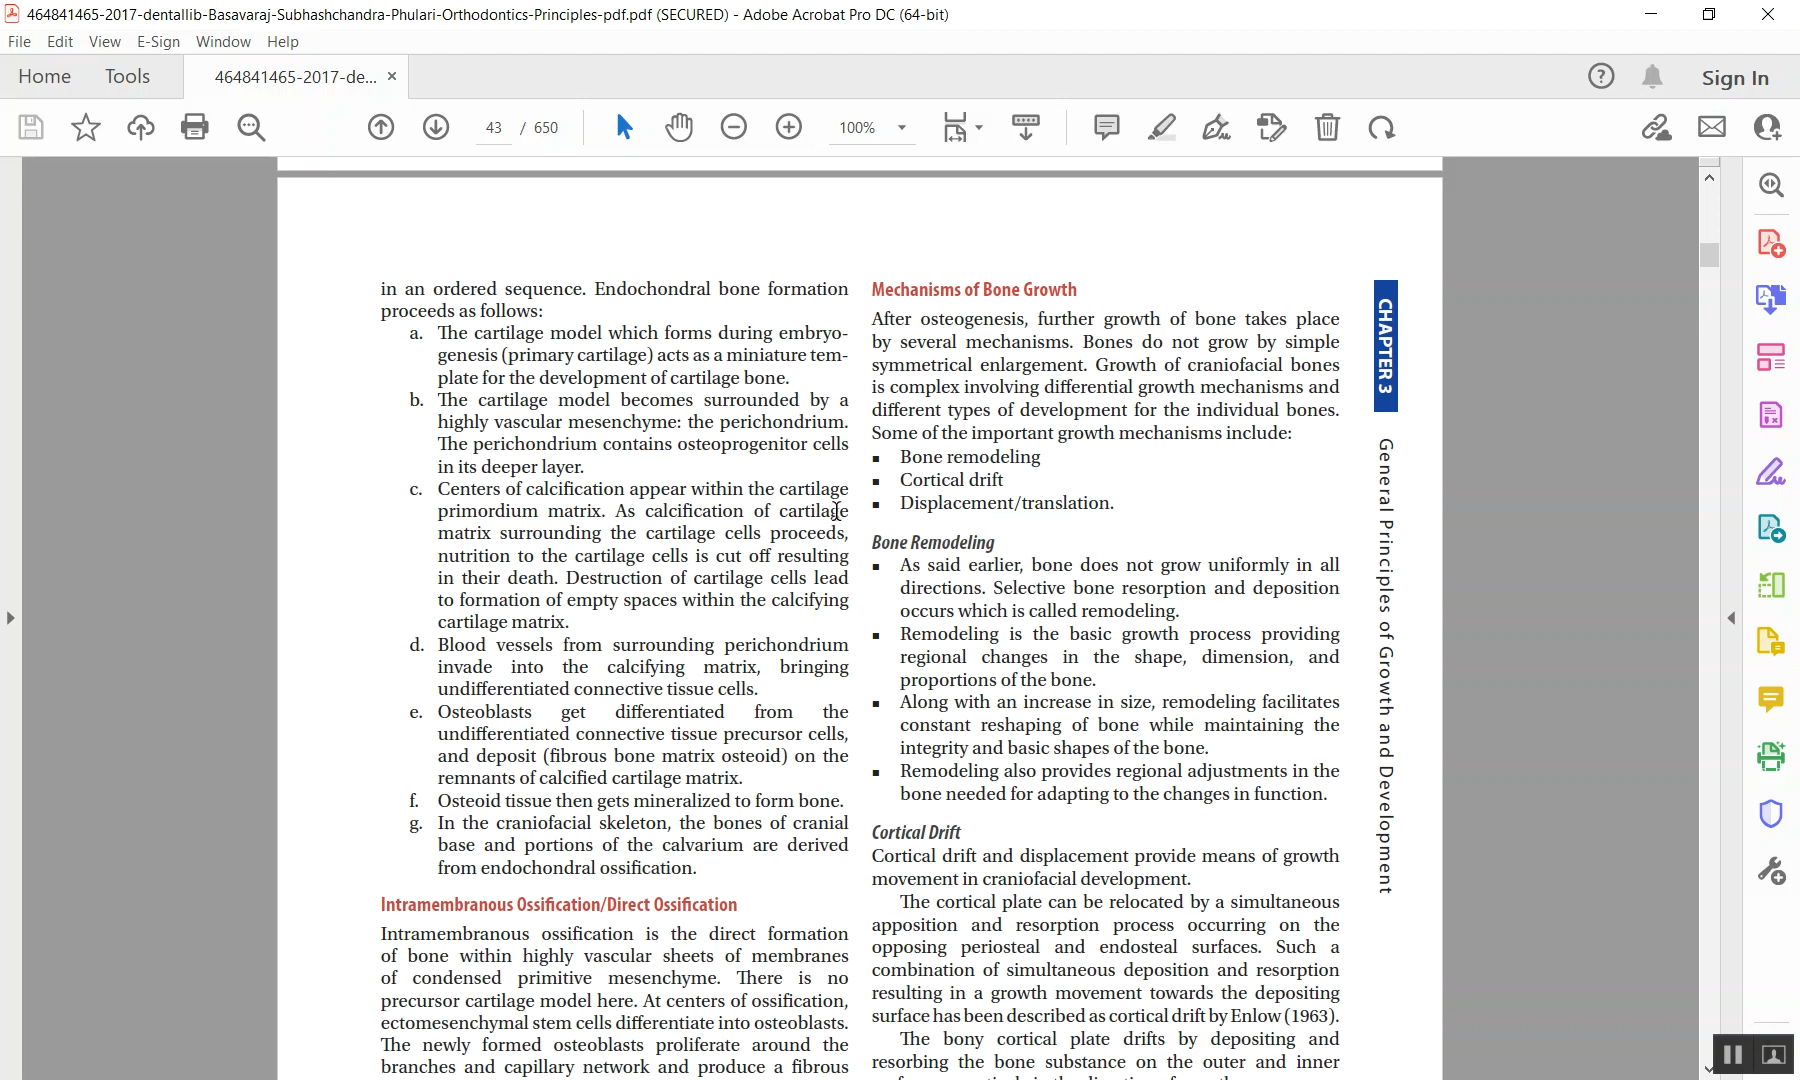 464841465-2017-dentallib-Basavaraj-Subhashchandra-Phulari-Orthodontics-Principles-pdf.pdf (SECURED) - Adobe Acrobat Pro DC (64-bit)
File Edit View E-Sign Window Help
Home Tools 464841465-2017-de... × Sign In
43 / 650 100%
in an ordered sequence. Endochondral bone formation
proceeds as follows:
a. The cartilage model which forms during embryo-
genesis (primary cartilage) acts as a miniature tem-
plate for the development of cartilage bone.
b. The cartilage model becomes surrounded by a
highly vascular mesenchyme: the perichondrium.
The perichondrium contains osteoprogenitor cells
in its deeper layer.
c. Centers of calcification appear within the cartilage
primordium matrix. As calcification of cartilage
matrix surrounding the cartilage cells proceeds,
nutrition to the cartilage cells is cut off resulting
in their death. Destruction of cartilage cells lead
to formation of empty spaces within the calcifying
cartilage matrix.
d. Blood vessels from surrounding perichondrium
invade into the calcifying matrix, bringing
undifferentiated connective tissue cells.
e. Osteoblasts get differentiated from the
undifferentiated connective tissue precursor cells,
and deposit (fibrous bone matrix osteoid) on the
remnants of calcified cartilage matrix.
f. Osteoid tissue then gets mineralized to form bone.
g. In the craniofacial skeleton, the bones of cranial
base and portions of the calvarium are derived
from endochondral ossification.
Intramembranous Ossification/Direct Ossification
Intramembranous ossification is the direct formation
of bone within highly vascular sheets of membranes
of condensed primitive mesenchyme. There is no
precursor cartilage model here. At centers of ossification,
ectomesenchymal stem cells differentiate into osteoblasts.
The newly formed osteoblasts proliferate around the
branches and capillary network and produce a fibrous
Mechanisms of Bone Growth
After osteogenesis, further growth of bone takes place
by several mechanisms. Bones do not grow by simple
symmetrical enlargement. Growth of craniofacial bones
is complex involving differential growth mechanisms and
different types of development for the individual bones.
Some of the important growth mechanisms include:
▪ Bone remodeling
▪ Cortical drift
▪ Displacement/translation.
Bone Remodeling
▪ As said earlier, bone does not grow uniformly in all
directions. Selective bone resorption and deposition
occurs which is called remodeling.
▪ Remodeling is the basic growth process providing
regional changes in the shape, dimension, and
proportions of the bone.
▪ Along with an increase in size, remodeling facilitates
constant reshaping of bone while maintaining the
integrity and basic shapes of the bone.
▪ Remodeling also provides regional adjustments in the
bone needed for adapting to the changes in function.
Cortical Drift
Cortical drift and displacement provide means of growth
movement in craniofacial development.
The cortical plate can be relocated by a simultaneous
apposition and resorption process occurring on the
opposing periosteal and endosteal surfaces. Such a
combination of simultaneous deposition and resorption
resulting in a growth movement towards the depositing
surface has been described as cortical drift by Enlow (1963).
The bony cortical plate drifts by depositing and
resorbing the bone substance on the outer and inner
CHAPTER 3
General Principles of Growth and Development